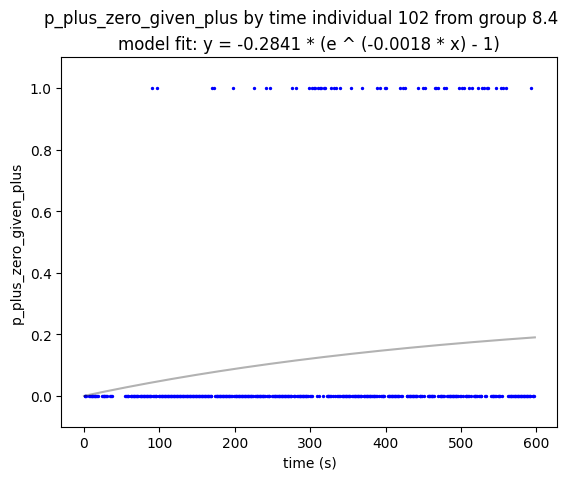 p_plus_zero_given_plus by time individual 102 from group 8.4
model fit: y = -0.2841 * (e ^ (-0.0018 * x) - 1)
1.0
0.8
0.6
0.4
0.2
0.0
p_plus_zero_given_plus
0 100 200 300 400 500 600
time (s)